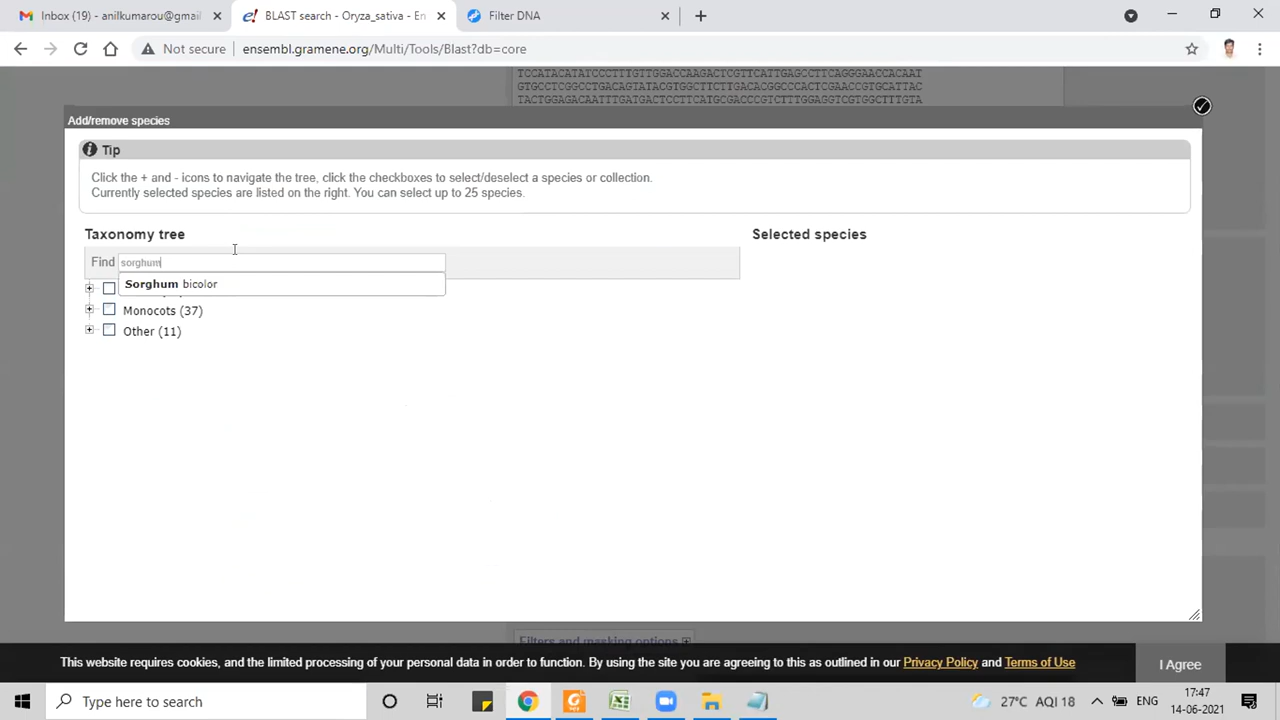 Inbox (19) - anilkumarou@gmail
BLAST search - Oryza_sativa - En
Filter DNA
Not secure
ensembl.gramene.org/Multi/Tools/Blast?db=core
TCCATACATATCCCTTTGTTGGACCAAGACTCGTTCATTGAGCCTTCAGGGAACCACAAT
GTGCCTCGGCCTGACAGTATACGTGGCTTCTTGACACGGCCCACTCGAACCGTGCATTAC
TACTGGAGACAATTTGATGACTCCTTCATGCGACCCGTCTTTGGAGGTCGTGGCTTTGTA
Add/remove species
Tip
Click the + and - icons to navigate the tree, click the checkboxes to select/deselect a species or collection.
Currently selected species are listed on the right. You can select up to 25 species.
Taxonomy tree
Selected species
Find sorghum
Sorghum bicolor
Monocots (37)
Other (11)
Filters and masking options
This website requires cookies, and the limited processing of your personal data in order to function. By using the site you are agreeing to this as outlined in our Privacy Policy and Terms of Use
I Agree
Type here to search
27°C AQI 18
ENG
17:47
14-06-2021